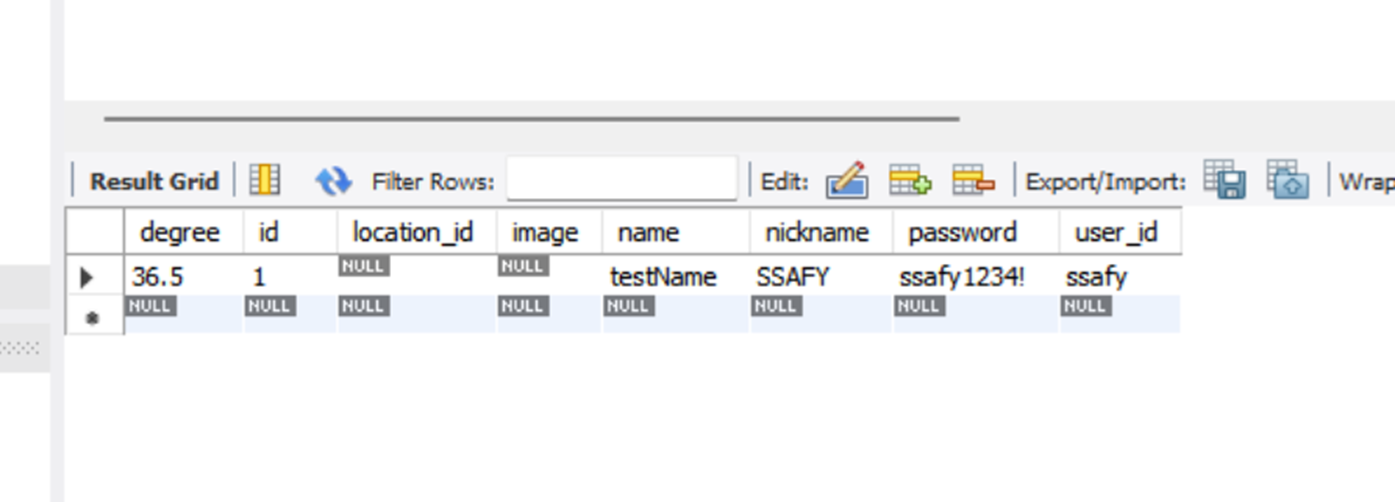 Result Grid Filter Rows: Edit: Export/Import: Wrap
degree id location_id image name nickname password user_id
36.5 1 NULL NULL testName SSAFY ssafy1234! ssafy
NULL NULL NULL NULL NULL NULL NULL NULL